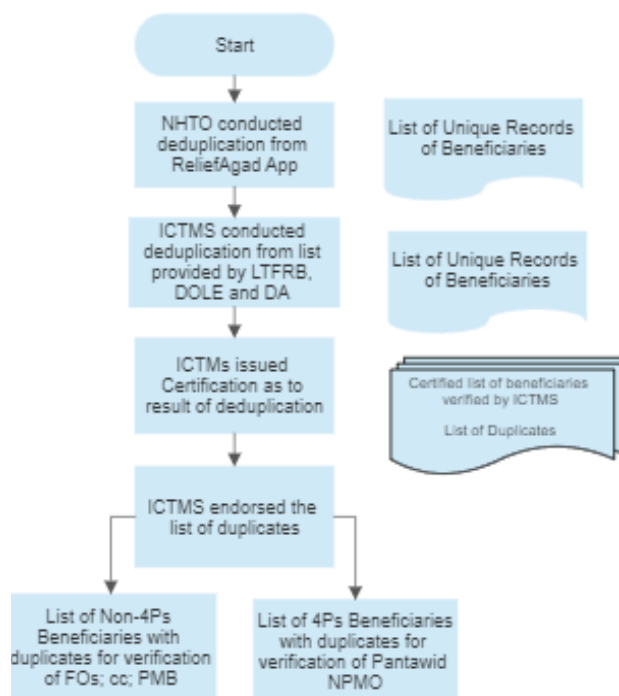 Start
NHTO conducted
deduplication from
ReliefAgad App
List of Unique Records
of Beneficiaries
ICTMS conducted
deduplication from list
provided by LTFRB,
DOLE and DA
List of Unique Records
of Beneficiaries
ICTMs issued
Certification as to
result of deduplication
Certified list of beneficiaries
verified by ICTMS
List of Duplicates
ICTMS endorsed the
list of duplicates
List of Non-4Ps
Beneficiaries with
duplicates for verification
of FOs; cc; PMB
List of 4Ps Beneficiaries
with duplicates for
verification of Pantawid
NPMO